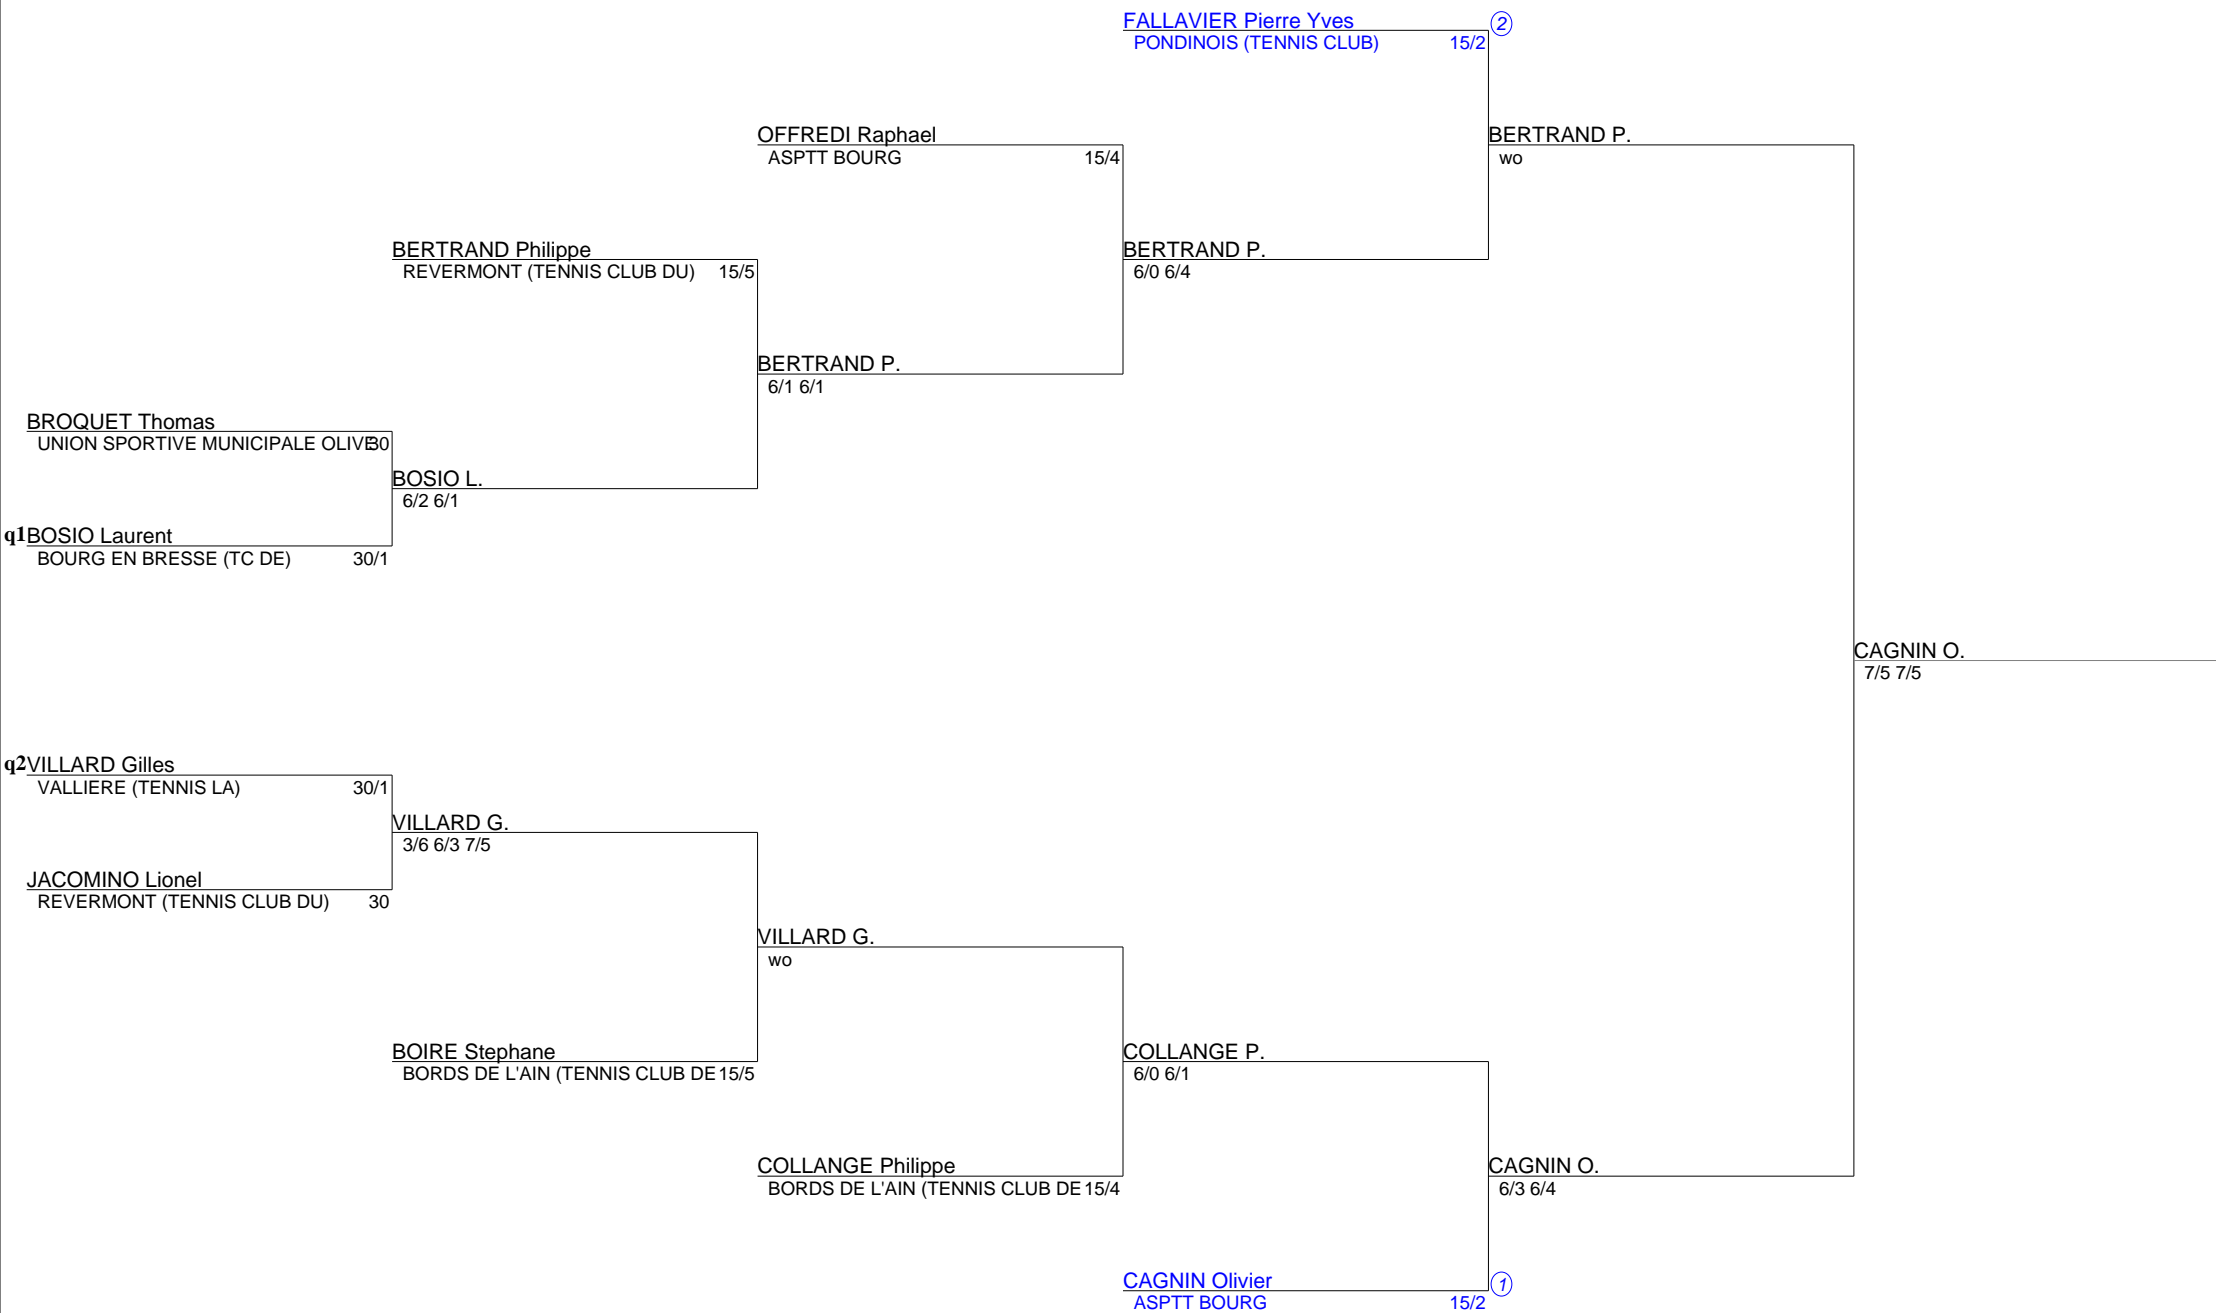 FALLAVIER Pierre Yves 2
PONDINOIS (TENNIS CLUB) 15/2
OFFREDI Raphael
ASPTT BOURG 15/4
BERTRAND P.
wo
BERTRAND Philippe
REVERMONT (TENNIS CLUB DU) 15/5
BERTRAND P.
6/0 6/4
BERTRAND P.
6/1 6/1
BROQUET Thomas
UNION SPORTIVE MUNICIPALE OLIVE 30
BOSIO L.
6/2 6/1
q1 BOSIO Laurent
BOURG EN BRESSE (TC DE) 30/1
CAGNIN O.
7/5 7/5
q2 VILLARD Gilles
VALLIERE (TENNIS LA) 30/1
VILLARD G.
3/6 6/3 7/5
JACOMINO Lionel
REVERMONT (TENNIS CLUB DU) 30
VILLARD G.
wo
BOIRE Stephane
BORDS DE L'AIN (TENNIS CLUB DE 15/5
COLLANGE P.
6/0 6/1
COLLANGE Philippe
BORDS DE L'AIN (TENNIS CLUB DE 15/4
CAGNIN O.
6/3 6/4
CAGNIN Olivier 1
ASPTT BOURG 15/2